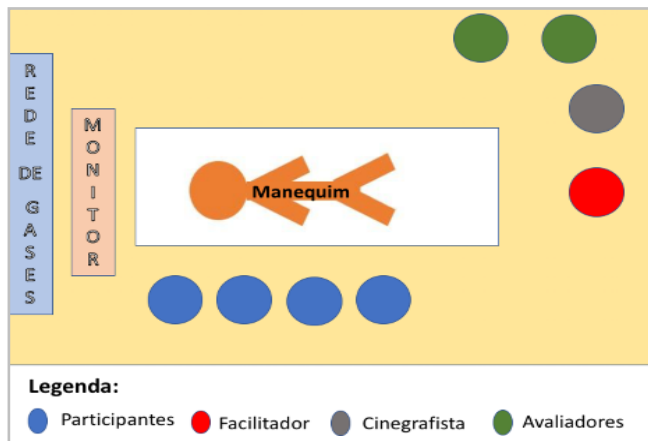 REDE DE GASES
MONITOR
Manequim
Legenda:
Participantes
Facilitador
Cinegrafista
Avaliadores